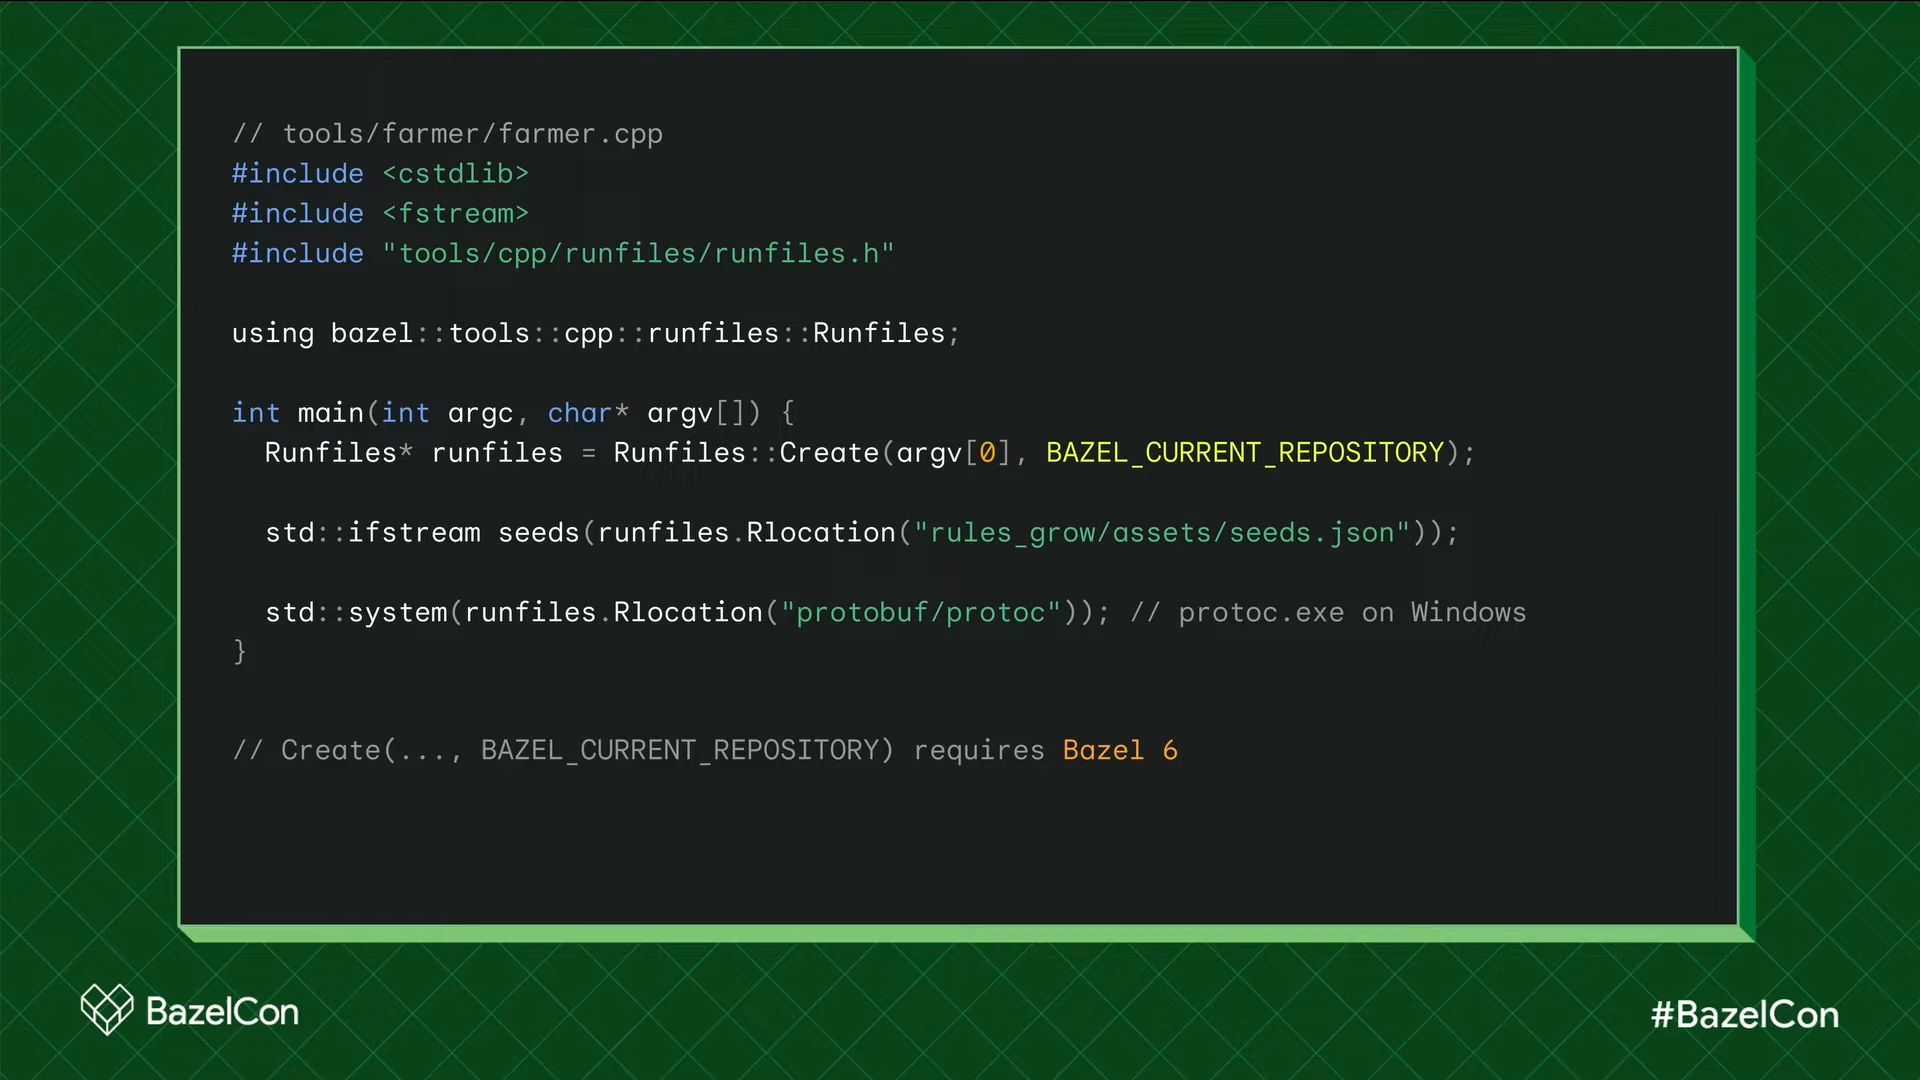 // tools/farmer/farmer.cpp
#include <cstdlib>
#include <fstream>
#include "tools/cpp/runfiles/runfiles.h"
using bazel::tools::cpp::runfiles::Runfiles;
int main(int argc, char* argv[]) {
  Runfiles* runfiles = Runfiles::Create(argv[0], BAZEL_CURRENT_REPOSITORY);
  std::ifstream seeds(runfiles.Rlocation("rules_grow/assets/seeds.json"));
  std::system(runfiles.Rlocation("protobuf/protoc")); // protoc.exe on Windows
}
// Create(..., BAZEL_CURRENT_REPOSITORY) requires Bazel 6
BazelCon
#BazelCon